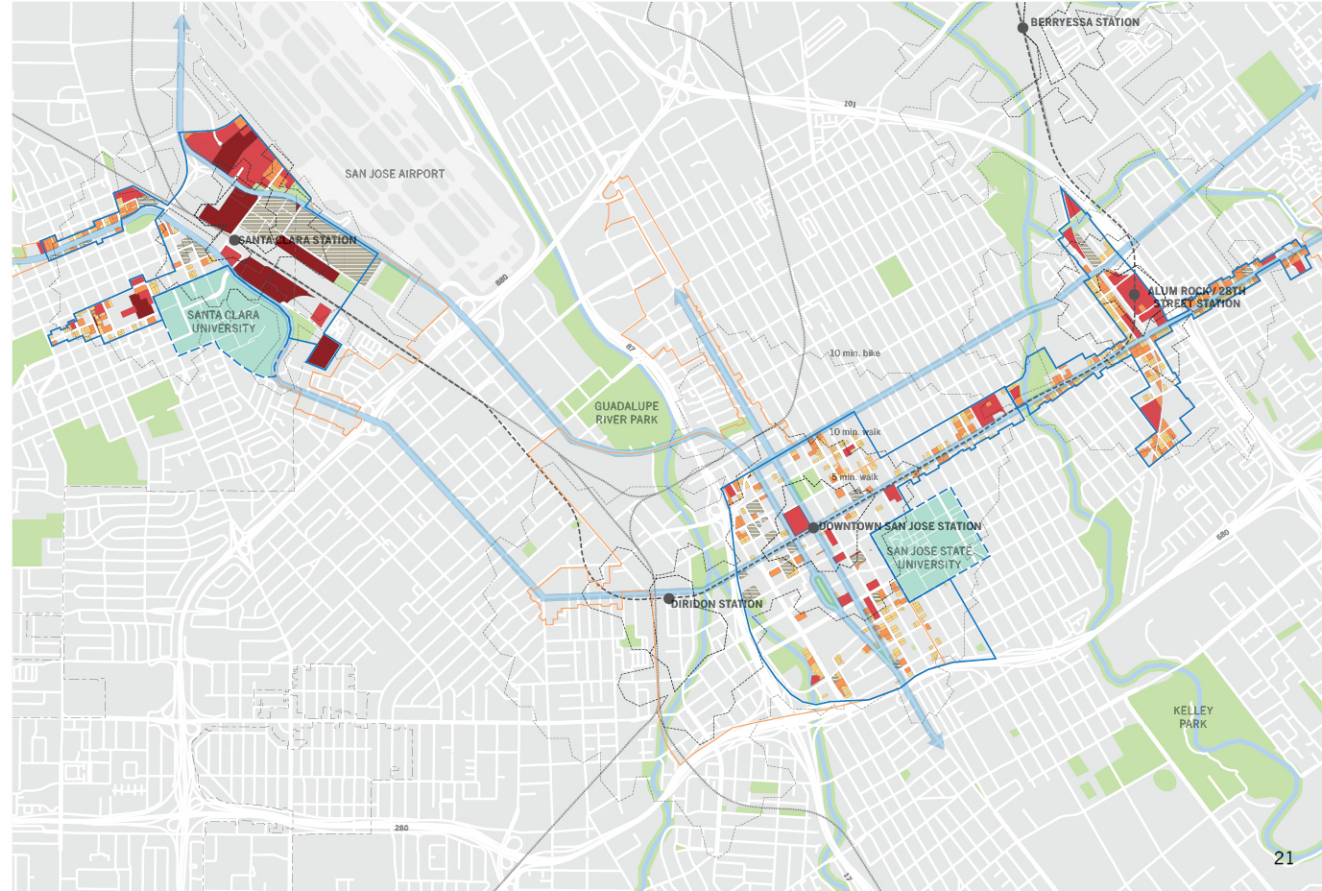 BERRYESSA STATION
101
SAN JOSE AIRPORT
SANTA CLARA STATION
880
ALUM ROCK / 28TH
STREET STATION
SANTA CLARA
UNIVERSITY
87
10 min. bike
GUADALUPE
RIVER PARK
10 min. walk
5 min. walk
DOWNTOWN SAN JOSE STATION
680
SAN JOSE STATE
UNIVERSITY
DIRIDON STATION
KELLEY
PARK
280
21
17